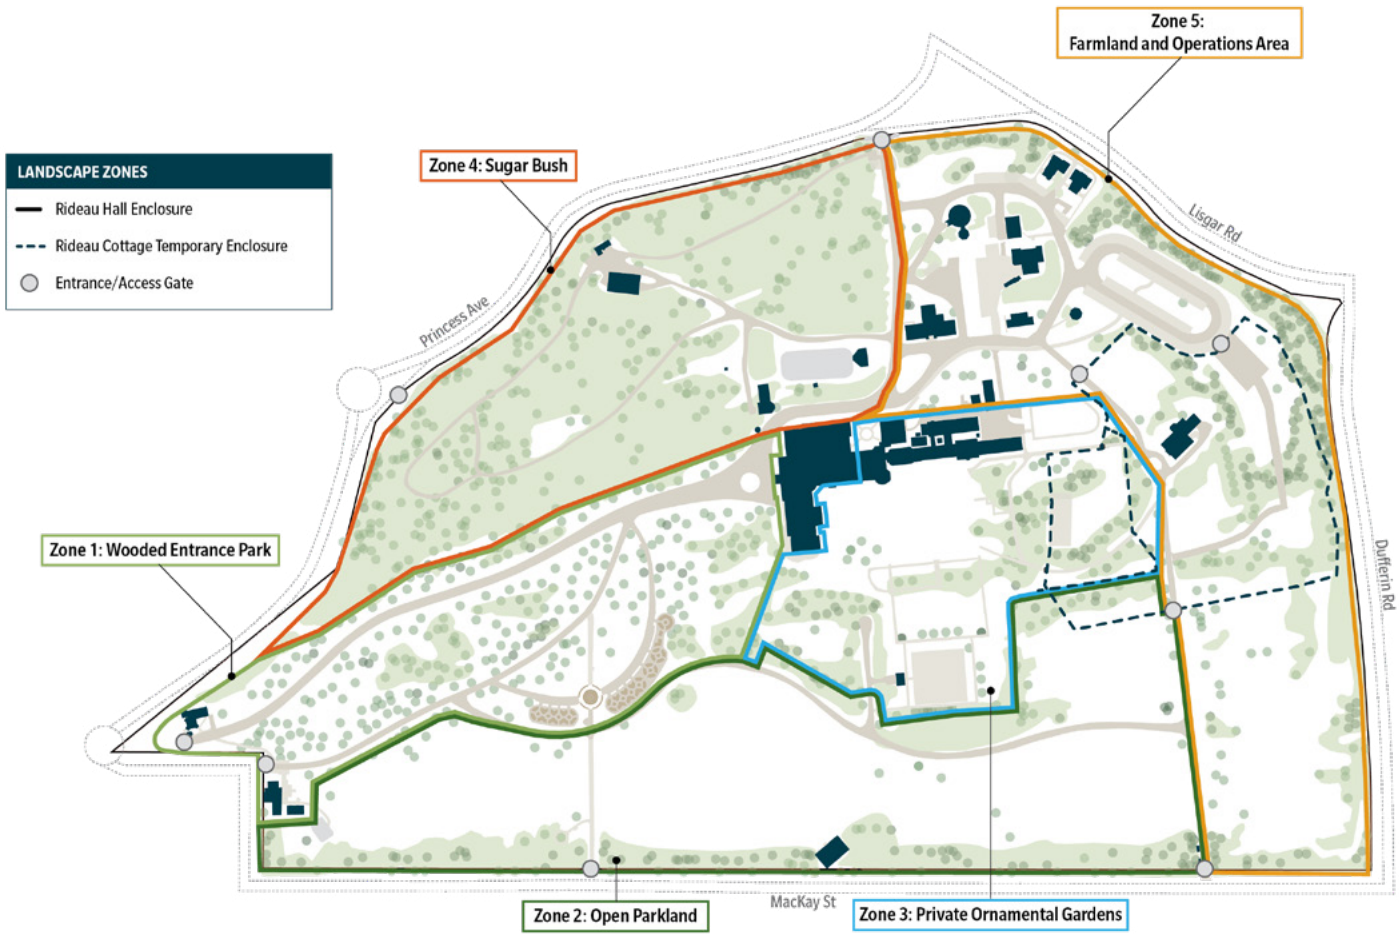 Zone 5:
Farmland and Operations Area
LANDSCAPE ZONES
Rideau Hall Enclosure
Rideau Cottage Temporary Enclosure
Entrance/Access Gate
Zone 4: Sugar Bush
Lisgar Rd
Princess Ave
Zone 1: Wooded Entrance Park
Dufferin Rd
MacKay St
Zone 2: Open Parkland
Zone 3: Private Ornamental Gardens